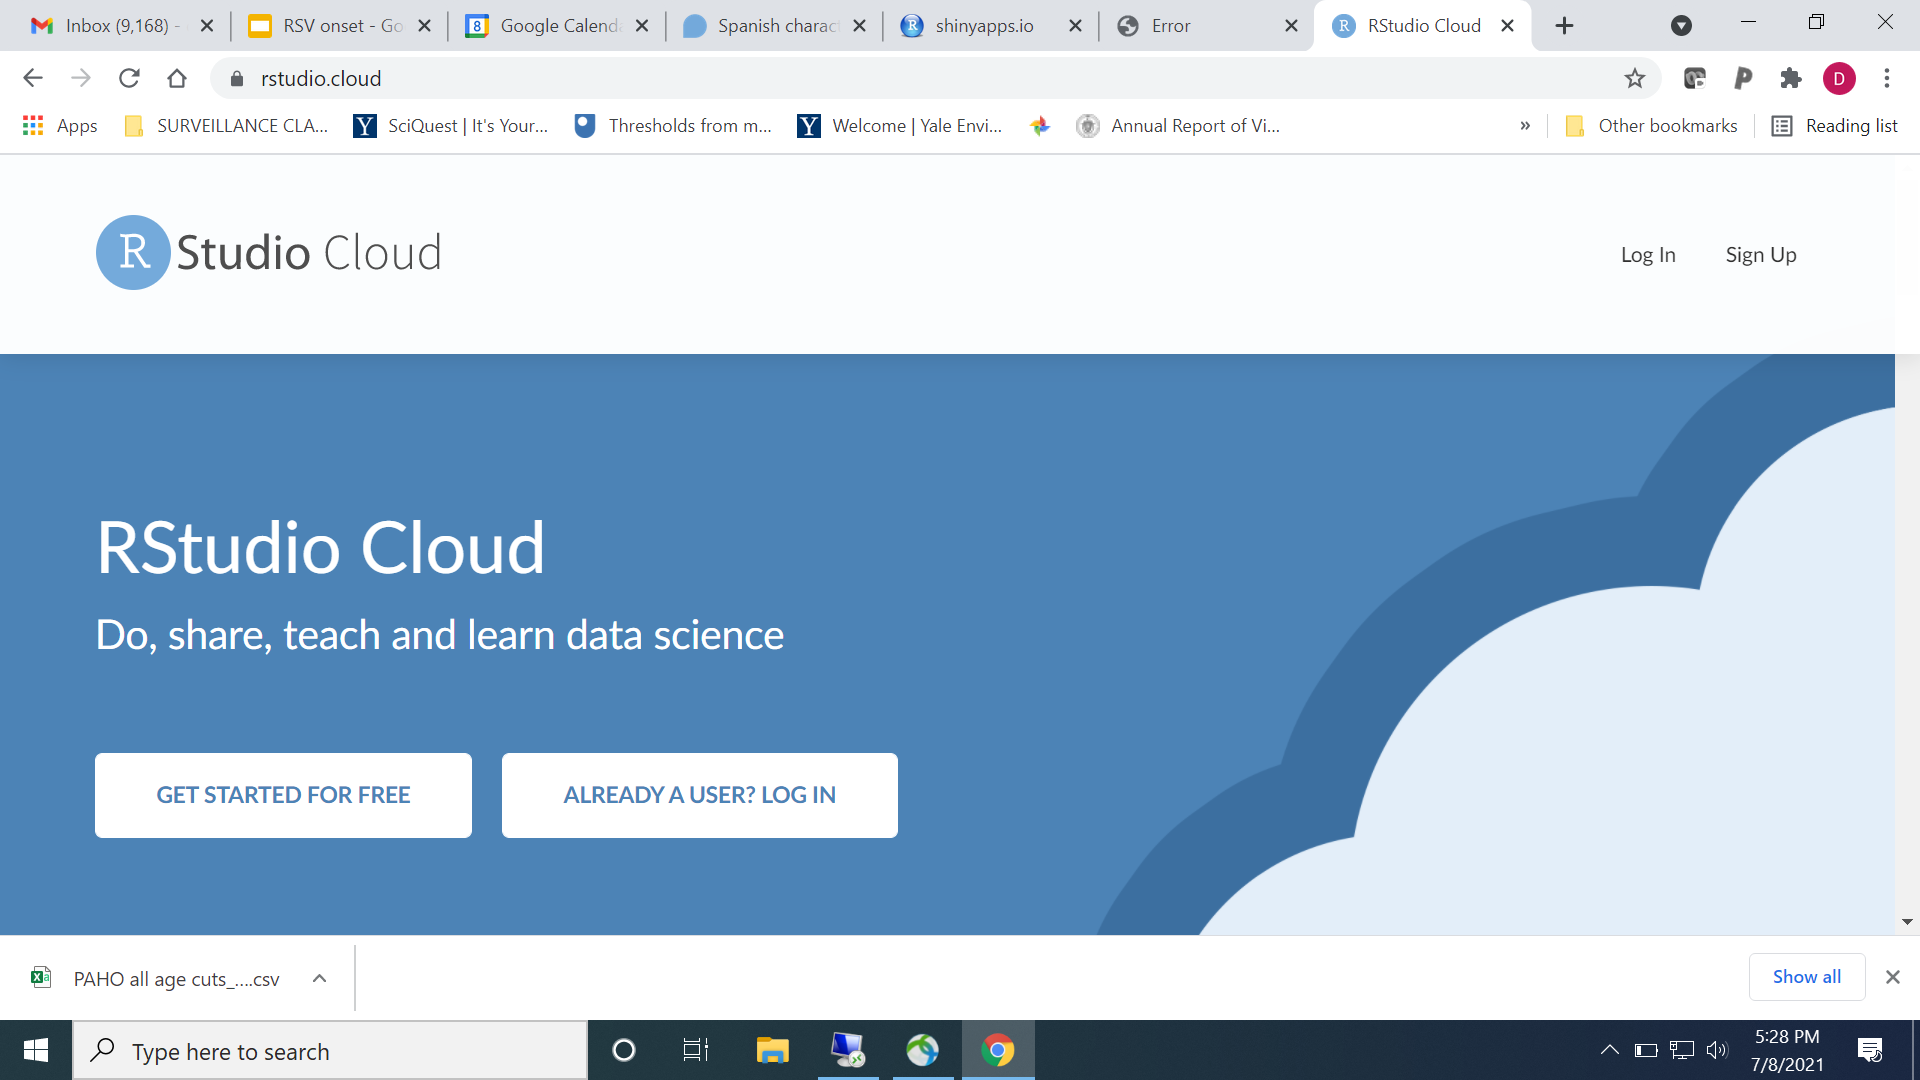 Inbox (9,168) -
RSV onset - Go
8
Google Calenda
Spanish charac
R
shinyapps.io
Error
R
RStudio Cloud
rstudio.cloud
D
Apps
SURVEILLANCE CLA...
Y
SciQuest | It's Your...
Thresholds from m...
Y
Welcome | Yale Envi...
Annual Report of Vi...
»
Other bookmarks
Reading list
R Studio Cloud
Log In
Sign Up
RStudio Cloud
Do, share, teach and learn data science
GET STARTED FOR FREE
ALREADY A USER? LOG IN
PAHO all age cuts_....csv
Show all
Type here to search
5:28 PM
7/8/2021